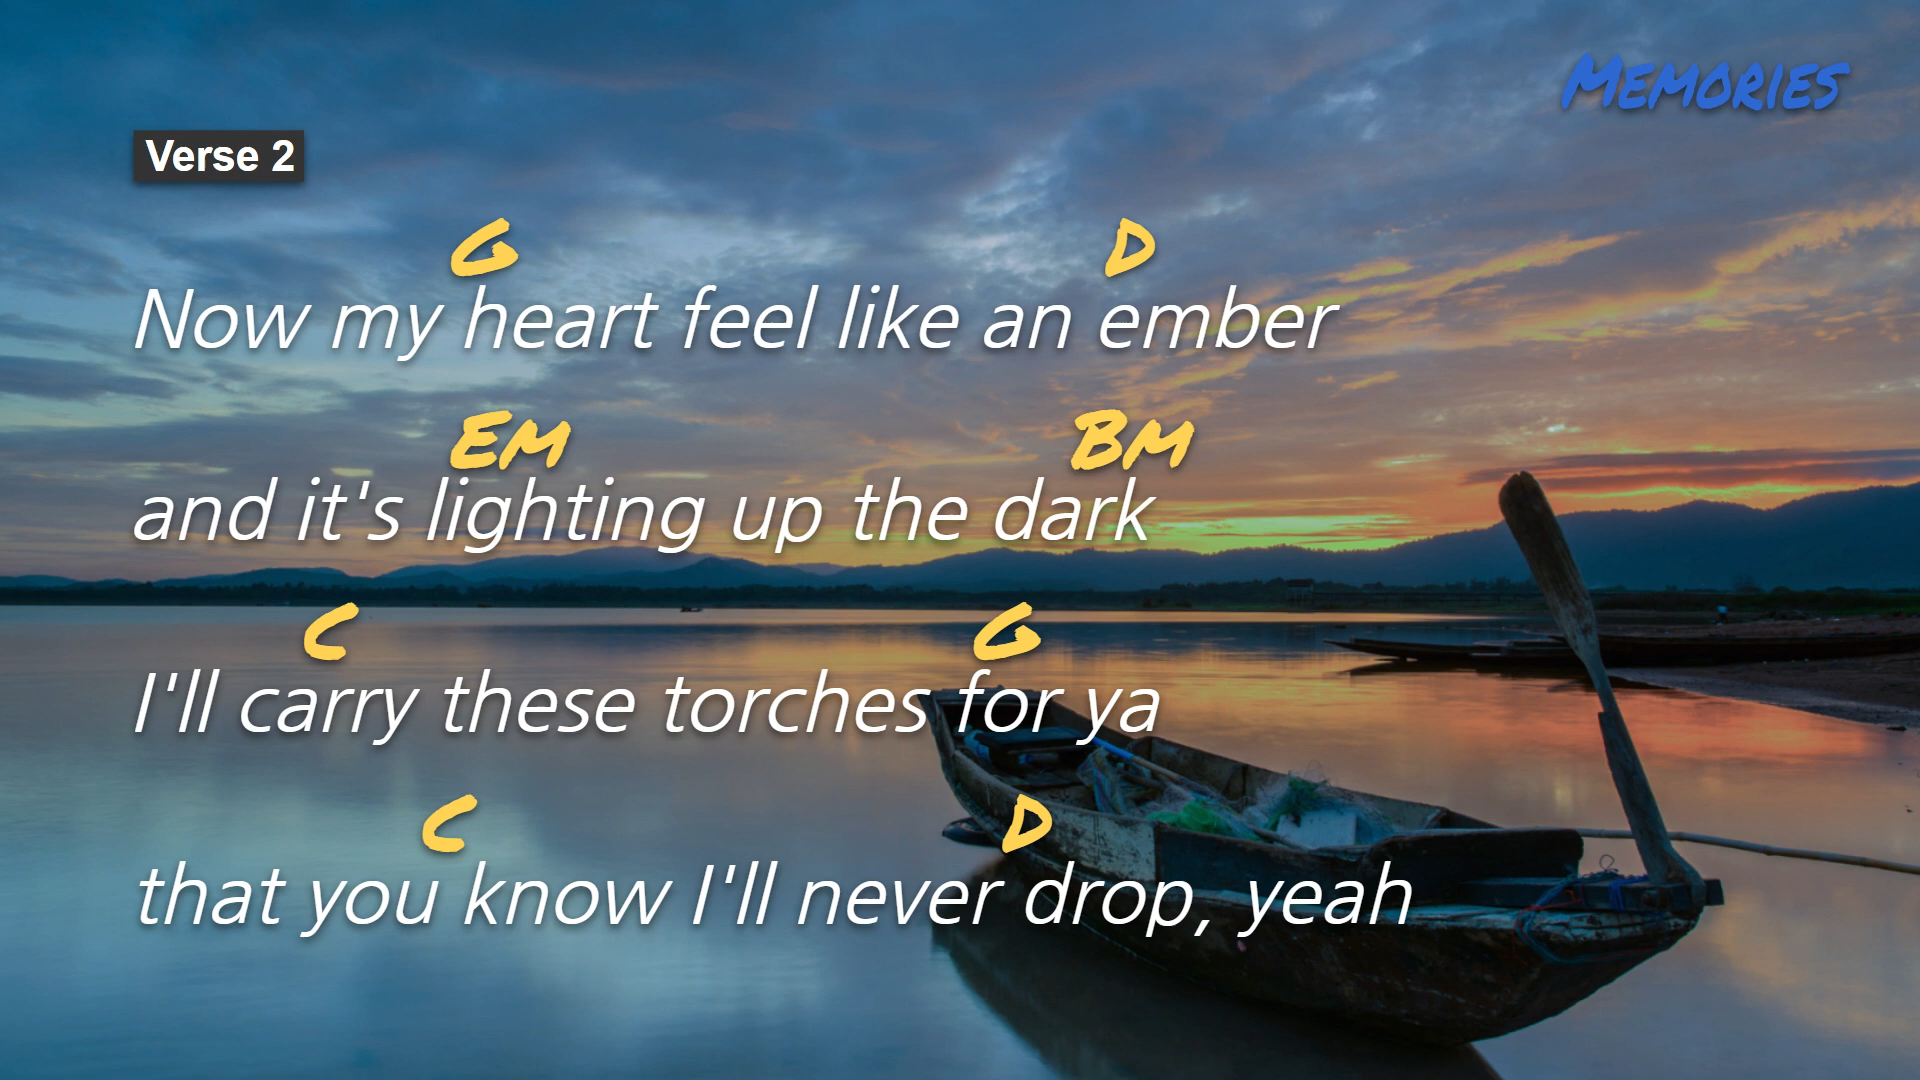 Memories
Verse 2
G D
Now my heart feel like an ember
Em Bm
and it's lighting up the dark
C G
I'll carry these torches for ya
C D
that you know I'll never drop, yeah